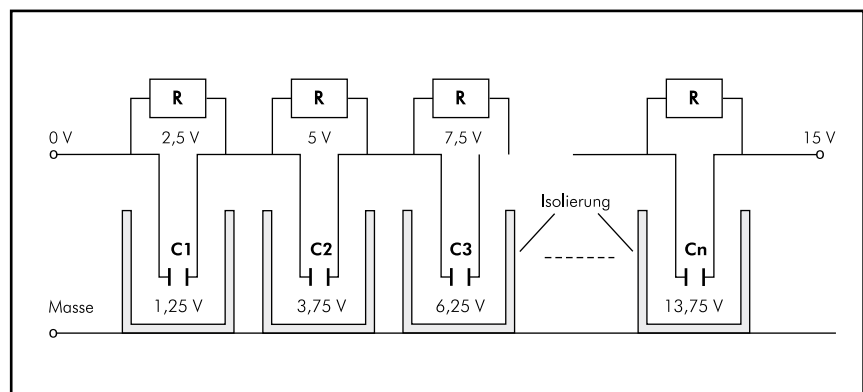 R R R R
0 V 2,5 V 5 V 7,5 V 15 V
Isolierung
C1 C2 C3 Cn
Masse 1,25 V 3,75 V 6,25 V 13,75 V